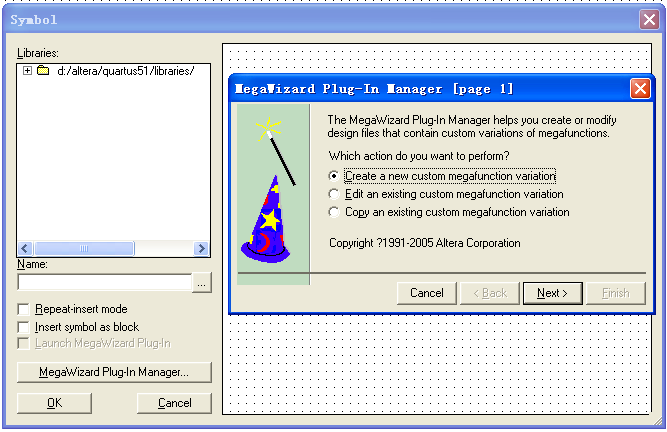 Symbol
Libraries:
d:/altera/quartus51/libraries/
Name:
...
Repeat-insert mode
Insert symbol as block
Launch MegaWizard Plug-In
MegaWizard Plug-In Manager...
OK
Cancel
MegaWizard Plug-In Manager [page 1]
The MegaWizard Plug-In Manager helps you create or modify
design files that contain custom variations of megafunctions.
Which action do you want to perform?
Create a new custom megafunction variation
Edit an existing custom megafunction variation
Copy an existing custom megafunction variation
Copyright ?1991-2005 Altera Corporation
Cancel
< Back
Next >
Finish